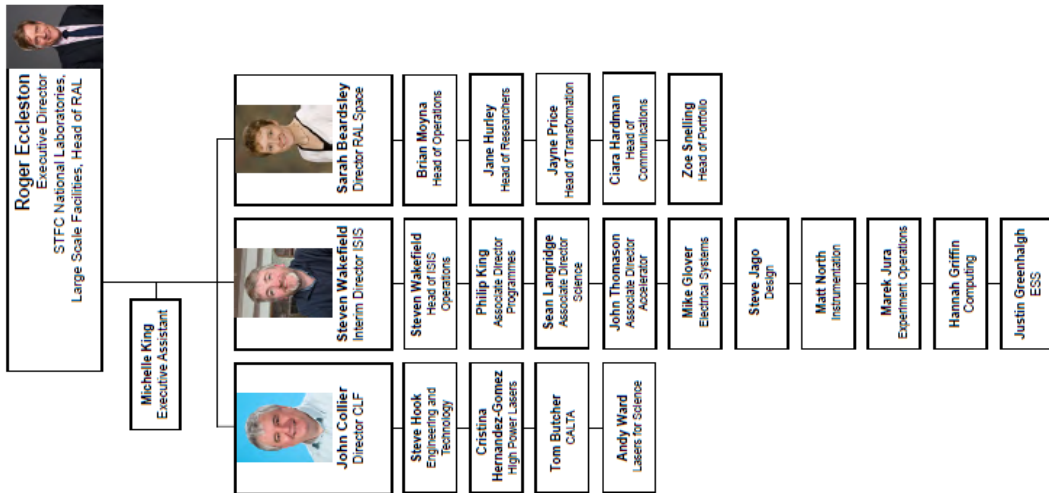 Roger Eccleston
Executive Director
STFC National Laboratories,
Large Scale Facilities, Head of RAL
Michelle King
Executive Assistant
John Collier
Director CLF
Steve Hook
Engineering and
Technology
Cristina
Hernandez-Gomez
High Power Lasers
Tom Butcher
CALTA
Andy Ward
Lasers for Science
Steven Wakefield
Interim Director ISIS
Steven Wakefield
Head of ISIS
Operations
Philip King
Associate Director
Programmes
Sean Langridge
Associate Director
Science
John Thomason
Associate Director
Accelerator
Mike Glover
Electrical Systems
Steve Jago
Design
Matt North
Instrumentation
Marek Jura
Experiment Operations
Hannah Griffin
Computing
Justin Greenhalgh
ESS
Sarah Beardsley
Director RAL Space
Brian Moyna
Head of Operations
Jane Hurley
Head of Researchers
Jayne Price
Head of Transformation
Ciara Hardman
Head of
Communications
Zoe Snelling
Head of Portfolio